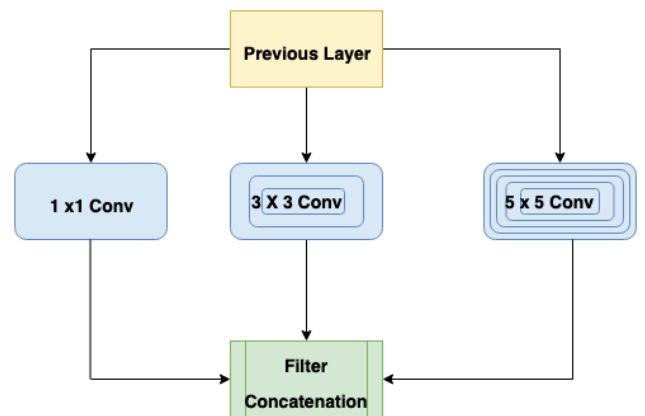 Previous Layer
1 x1 Conv
3 X 3 Conv
5 x 5 Conv
Filter
Concatenation